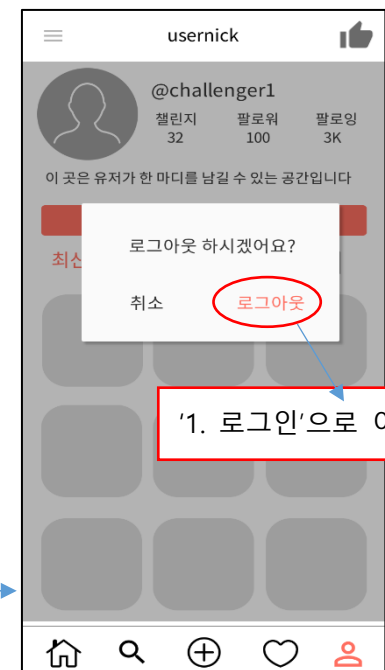 usernick
@challenger1
챌린지 팔로워 팔로잉
32 100 3K
이 곳은 유저가 한 마디를 남길 수 있는 공간입니다
로그아웃 하시겠어요?
최신
취소 로그아웃
'1. 로그인'으로